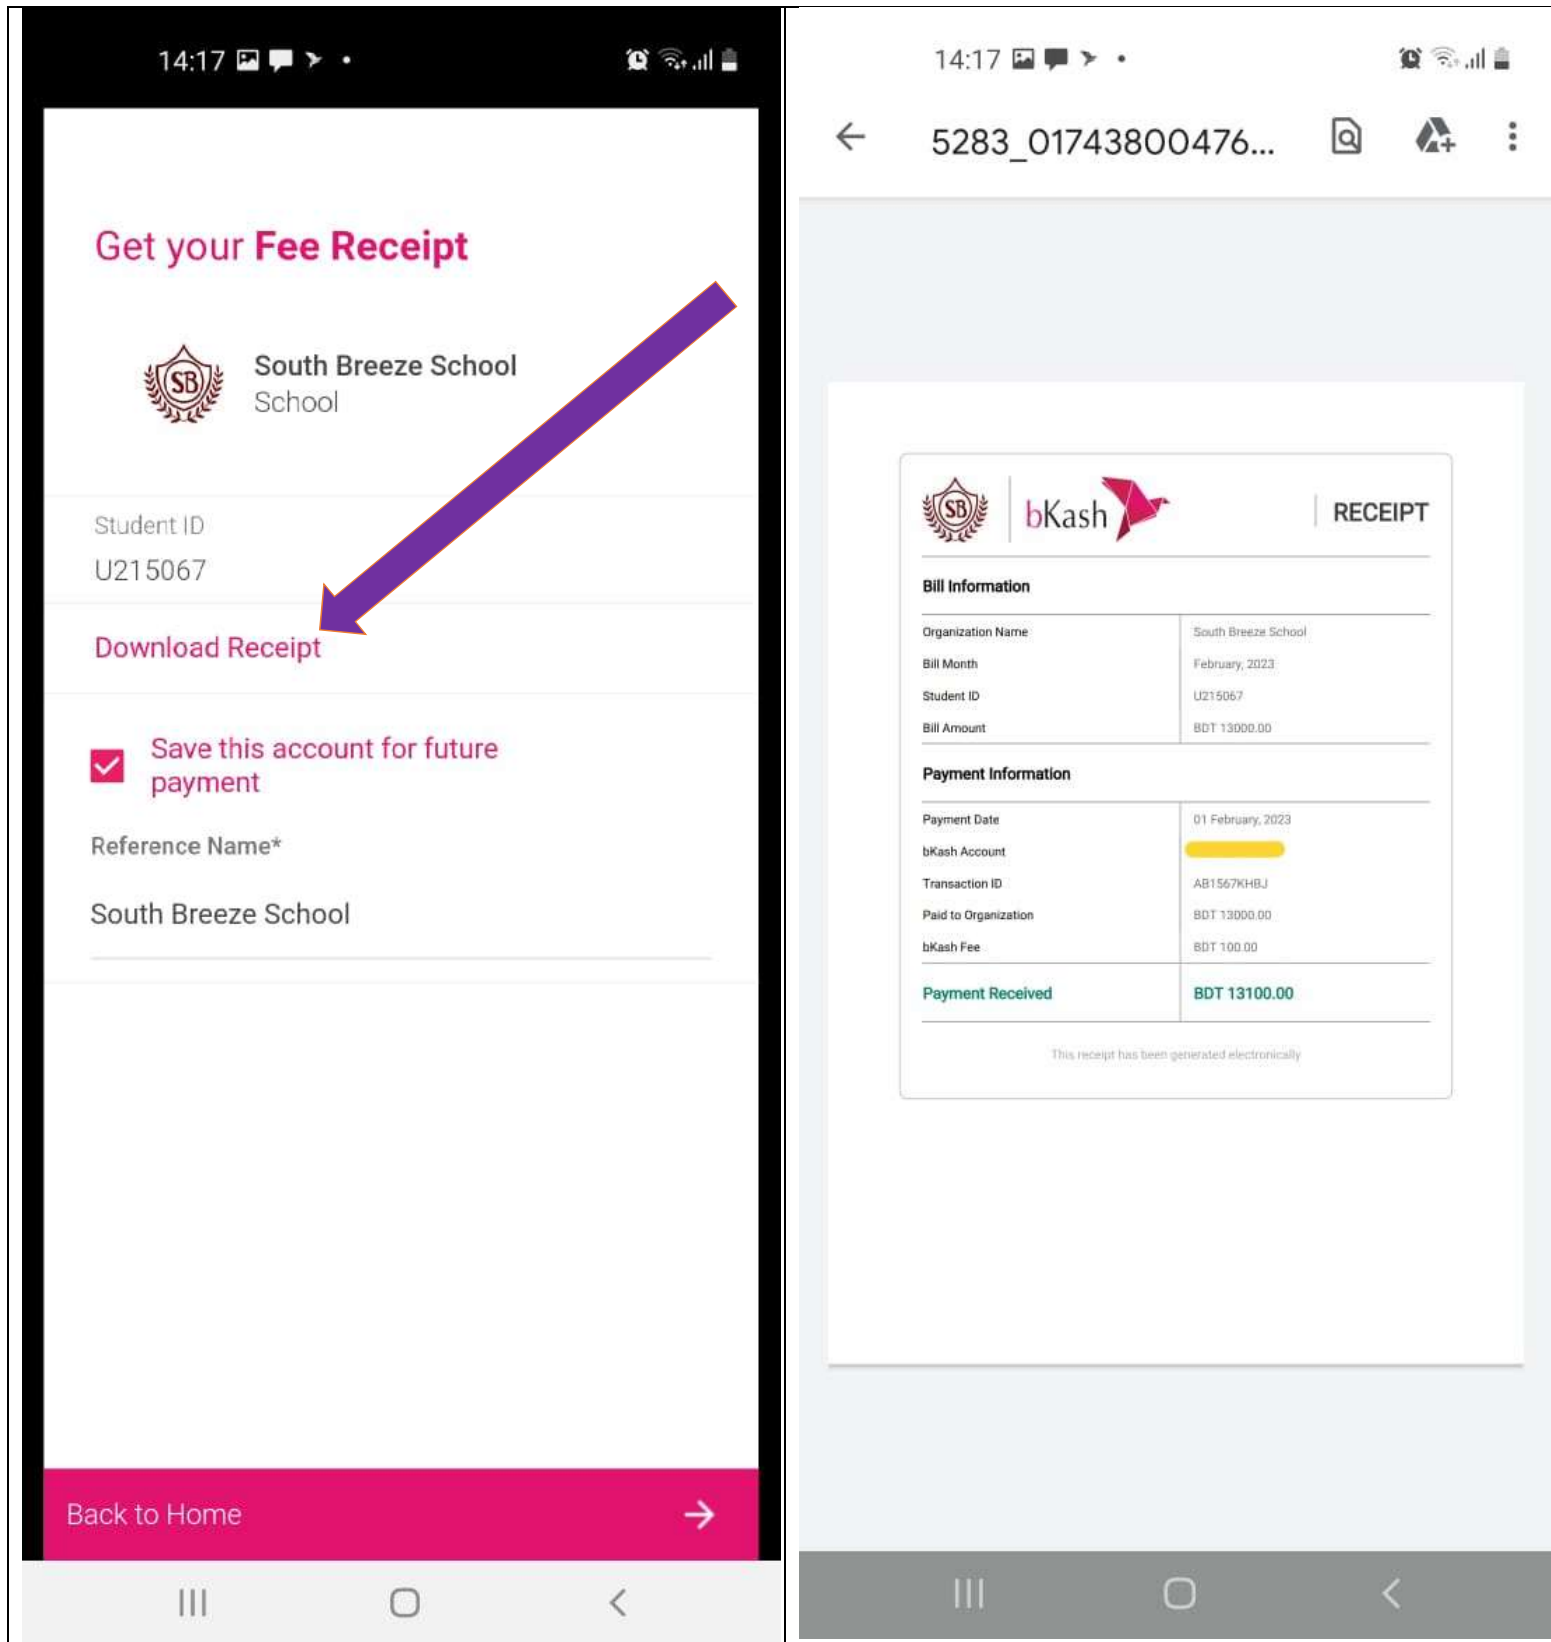 14:17
Get your Fee Receipt
SB
South Breeze School
School
Student ID
U215067
Download Receipt
Save this account for future
payment
Reference Name*
South Breeze School
Back to Home
14:17
5283_01743800476...
SB bKash RECEIPT
Bill Information
Organization Name South Breeze School
Bill Month February, 2023
Student ID U215067
Bill Amount BDT 13000.00
Payment Information
Payment Date 01 February, 2023
bKash Account
Transaction ID AB1567KHBJ
Paid to Organization BDT 13000.00
bKash Fee BDT 100.00
Payment Received BDT 13100.00
This receipt has been generated electronically